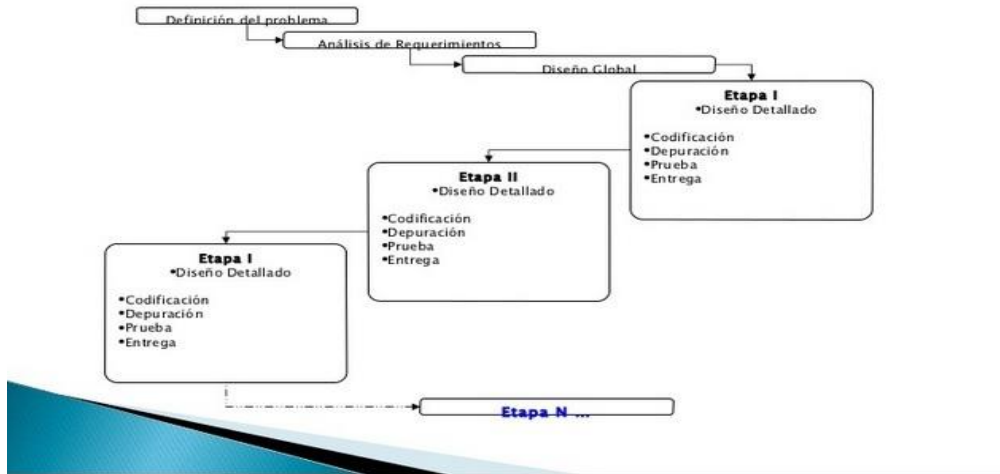 Definición del problema
Análisis de Requerimientos
Diseño Global
Etapa I
•Diseño Detallado
•Codificación
•Depuración
•Prueba
•Entrega
Etapa II
•Diseño Detallado
•Codificación
•Depuración
•Prueba
•Entrega
Etapa I
•Diseño Detallado
•Codificación
•Depuración
•Prueba
•Entrega
Etapa N ...